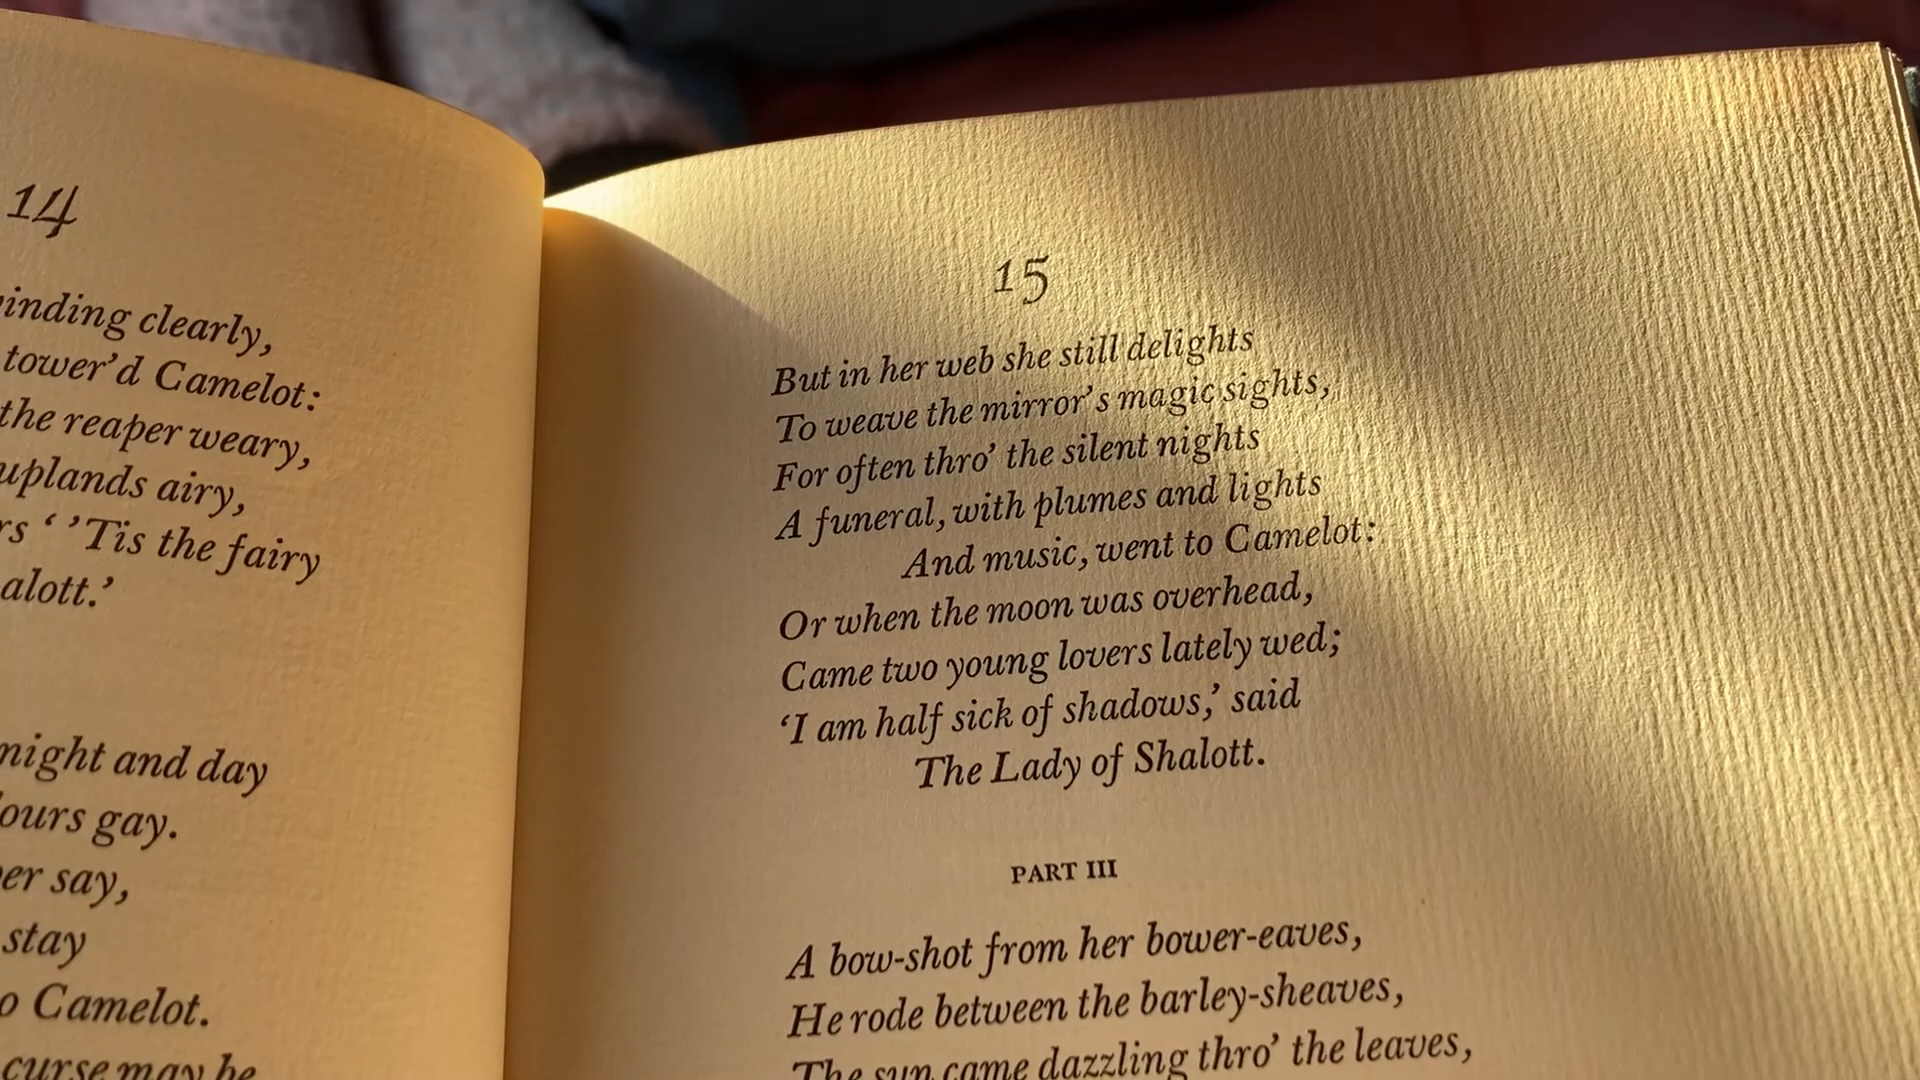 14
inding clearly,
tower'd Camelot:
the reaper weary,
uplands airy,
rs ‘ ’Tis the fairy
alott.’
night and day
ours gay.
er say,
stay
o Camelot.
curse may be
15
But in her web she still delights
To weave the mirror’s magic sights,
For often thro’ the silent nights
A funeral, with plumes and lights
And music, went to Camelot:
Or when the moon was overhead,
Came two young lovers lately wed;
‘I am half sick of shadows,’ said
The Lady of Shalott.
PART III
A bow-shot from her bower-eaves,
He rode between the barley-sheaves,
The sun came dazzling thro’ the leaves,